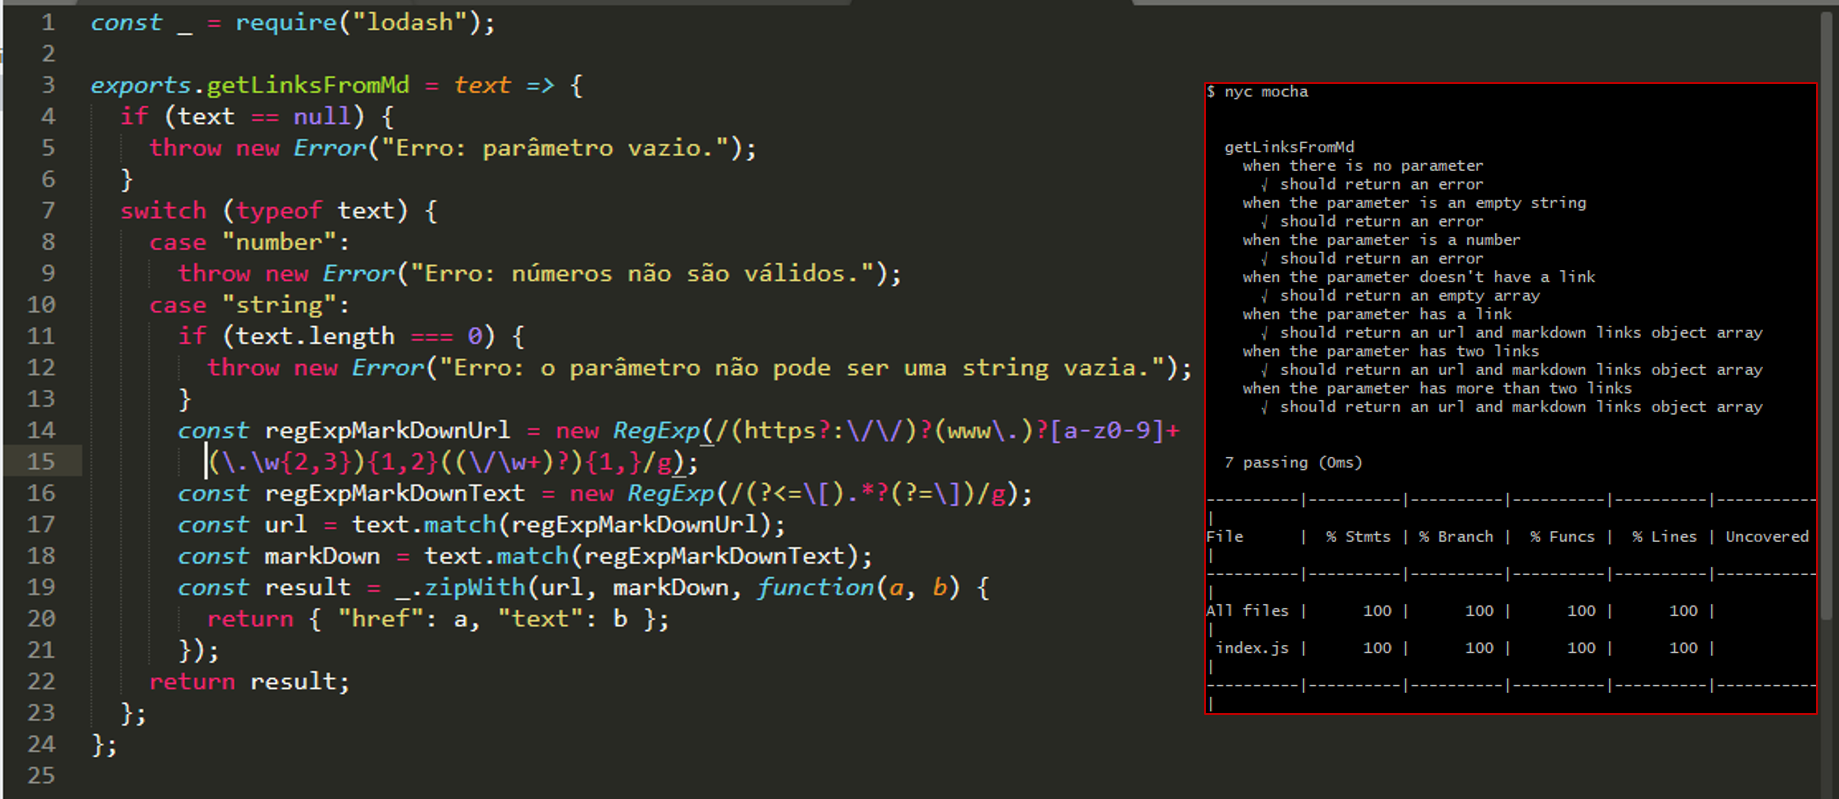 1 const _ = require("lodash");
2
3 exports.getLinksFromMd = text => {
4 if (text == null) {
5 throw new Error("Erro: parâmetro vazio.");
6 }
7 switch (typeof text) {
8 case "number":
9 throw new Error("Erro: números não são válidos.");
10 case "string":
11 if (text.length === 0) {
12 throw new Error("Erro: o parâmetro não pode ser uma string vazia.");
13 }
14 const regExpMarkDownUrl = new RegExp(/(https?:\/\/)?(www\.)?[a-z0-9]+
15 (\.\w{2,3}){1,2}((\/\w+)?){1,}/g);
16 const regExpMarkDownText = new RegExp(/(?<=\[).*?(?=\])/g);
17 const url = text.match(regExpMarkDownUrl);
18 const markDown = text.match(regExpMarkDownText);
19 const result = _.zipWith(url, markDown, function(a, b) {
20 return { "href": a, "text": b };
21 });
22 return result;
23 };
24 };
25
$ nyc mocha
getLinksFromMd
when there is no parameter
√ should return an error
when the parameter is an empty string
√ should return an error
when the parameter is a number
√ should return an error
when the parameter doesn't have a link
√ should return an empty array
when the parameter has a link
√ should return an url and markdown links object array
when the parameter has two links
√ should return an url and markdown links object array
when the parameter has more than two links
√ should return an url and markdown links object array
7 passing (0ms)
----------|----------|----------|----------|----------|-----------
|
File | % Stmts | % Branch | % Funcs | % Lines | Uncovered
|
----------|----------|----------|----------|----------|-----------
|
All files | 100 | 100 | 100 | 100 |
|
index.js | 100 | 100 | 100 | 100 |
|
----------|----------|----------|----------|----------|-----------
|